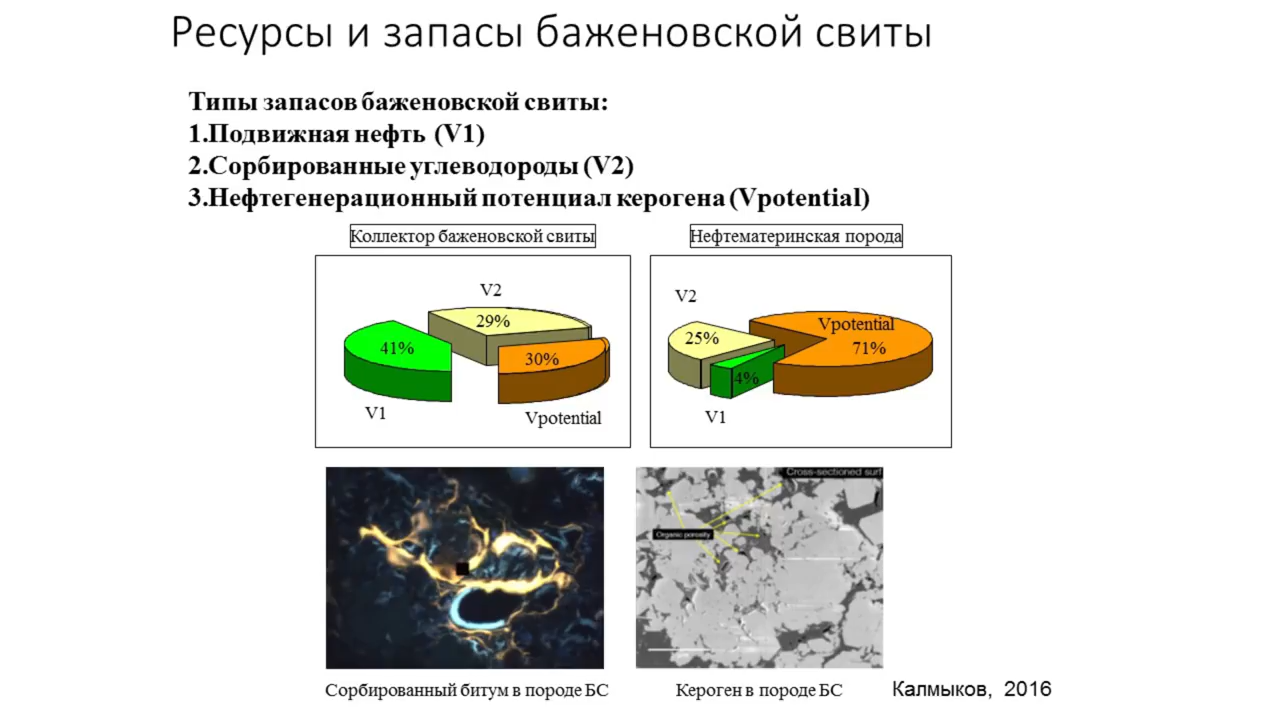 Ресурсы и запасы баженовской свиты
Типы запасов баженовской свиты:
1.Подвижная нефть (V1)
2.Сорбированные углеводороды (V2)
3.Нефтегенерационный потенциал керогена (Vpotential)
Коллектор баженовской свиты
V2
29%
41%
30%
V1
Vpotential
Нефтематеринская порода
V2
Vpotential
25%
71%
4%
V1
Cross-sectioned surf
Organic porosity
Сорбированный битум в породе БС
Кероген в породе БС
Калмыков, 2016